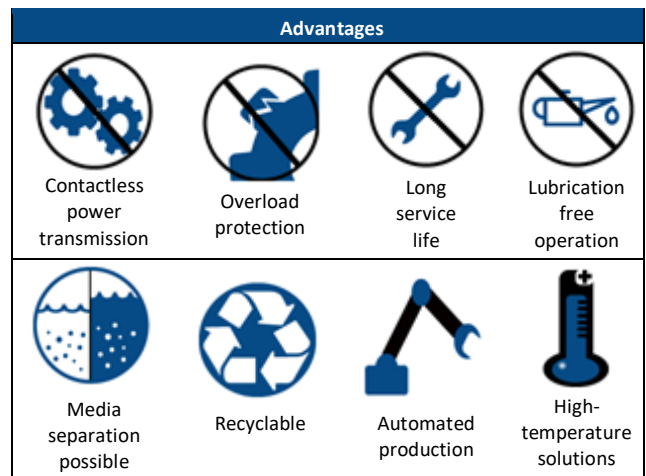 Advantages
Contactless
power
transmission
Overload
protection
Long
service
life
Lubrication
free
operation
Media
separation
possible
Recyclable
Automated
production
High-
temperature
solutions